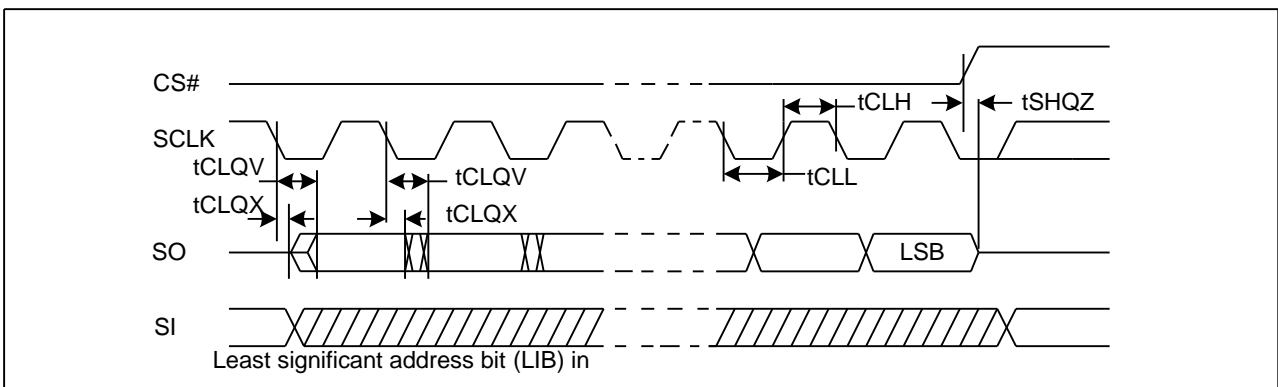 CS#
tCLH
tSHQZ
SCLK
tCLQV
tCLQV
tCLL
tCLQX
tCLQX
SO
LSB
SI
Least significant address bit (LIB) in